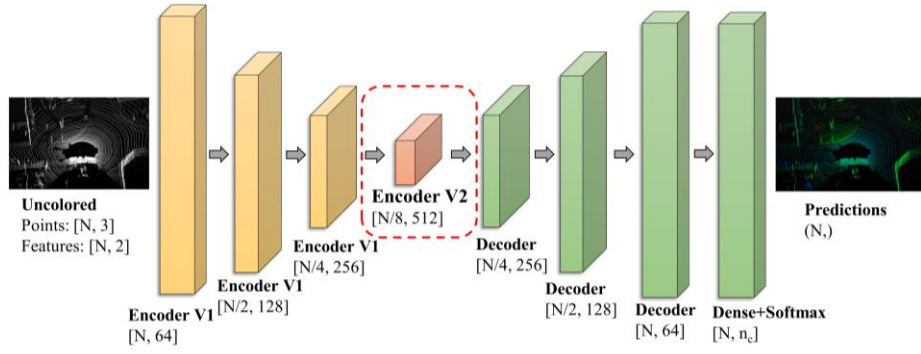 Uncolored
Points: [N, 3]
Features: [N, 2]
Encoder V1
[N, 64]
Encoder V1
[N/2, 128]
Encoder V1
[N/4, 256]
Encoder V2
[N/8, 512]
Decoder
[N/4, 256]
Decoder
[N/2, 128]
Decoder
[N, 64]
Dense+Softmax
[N, n_c]
Predictions
(N,)